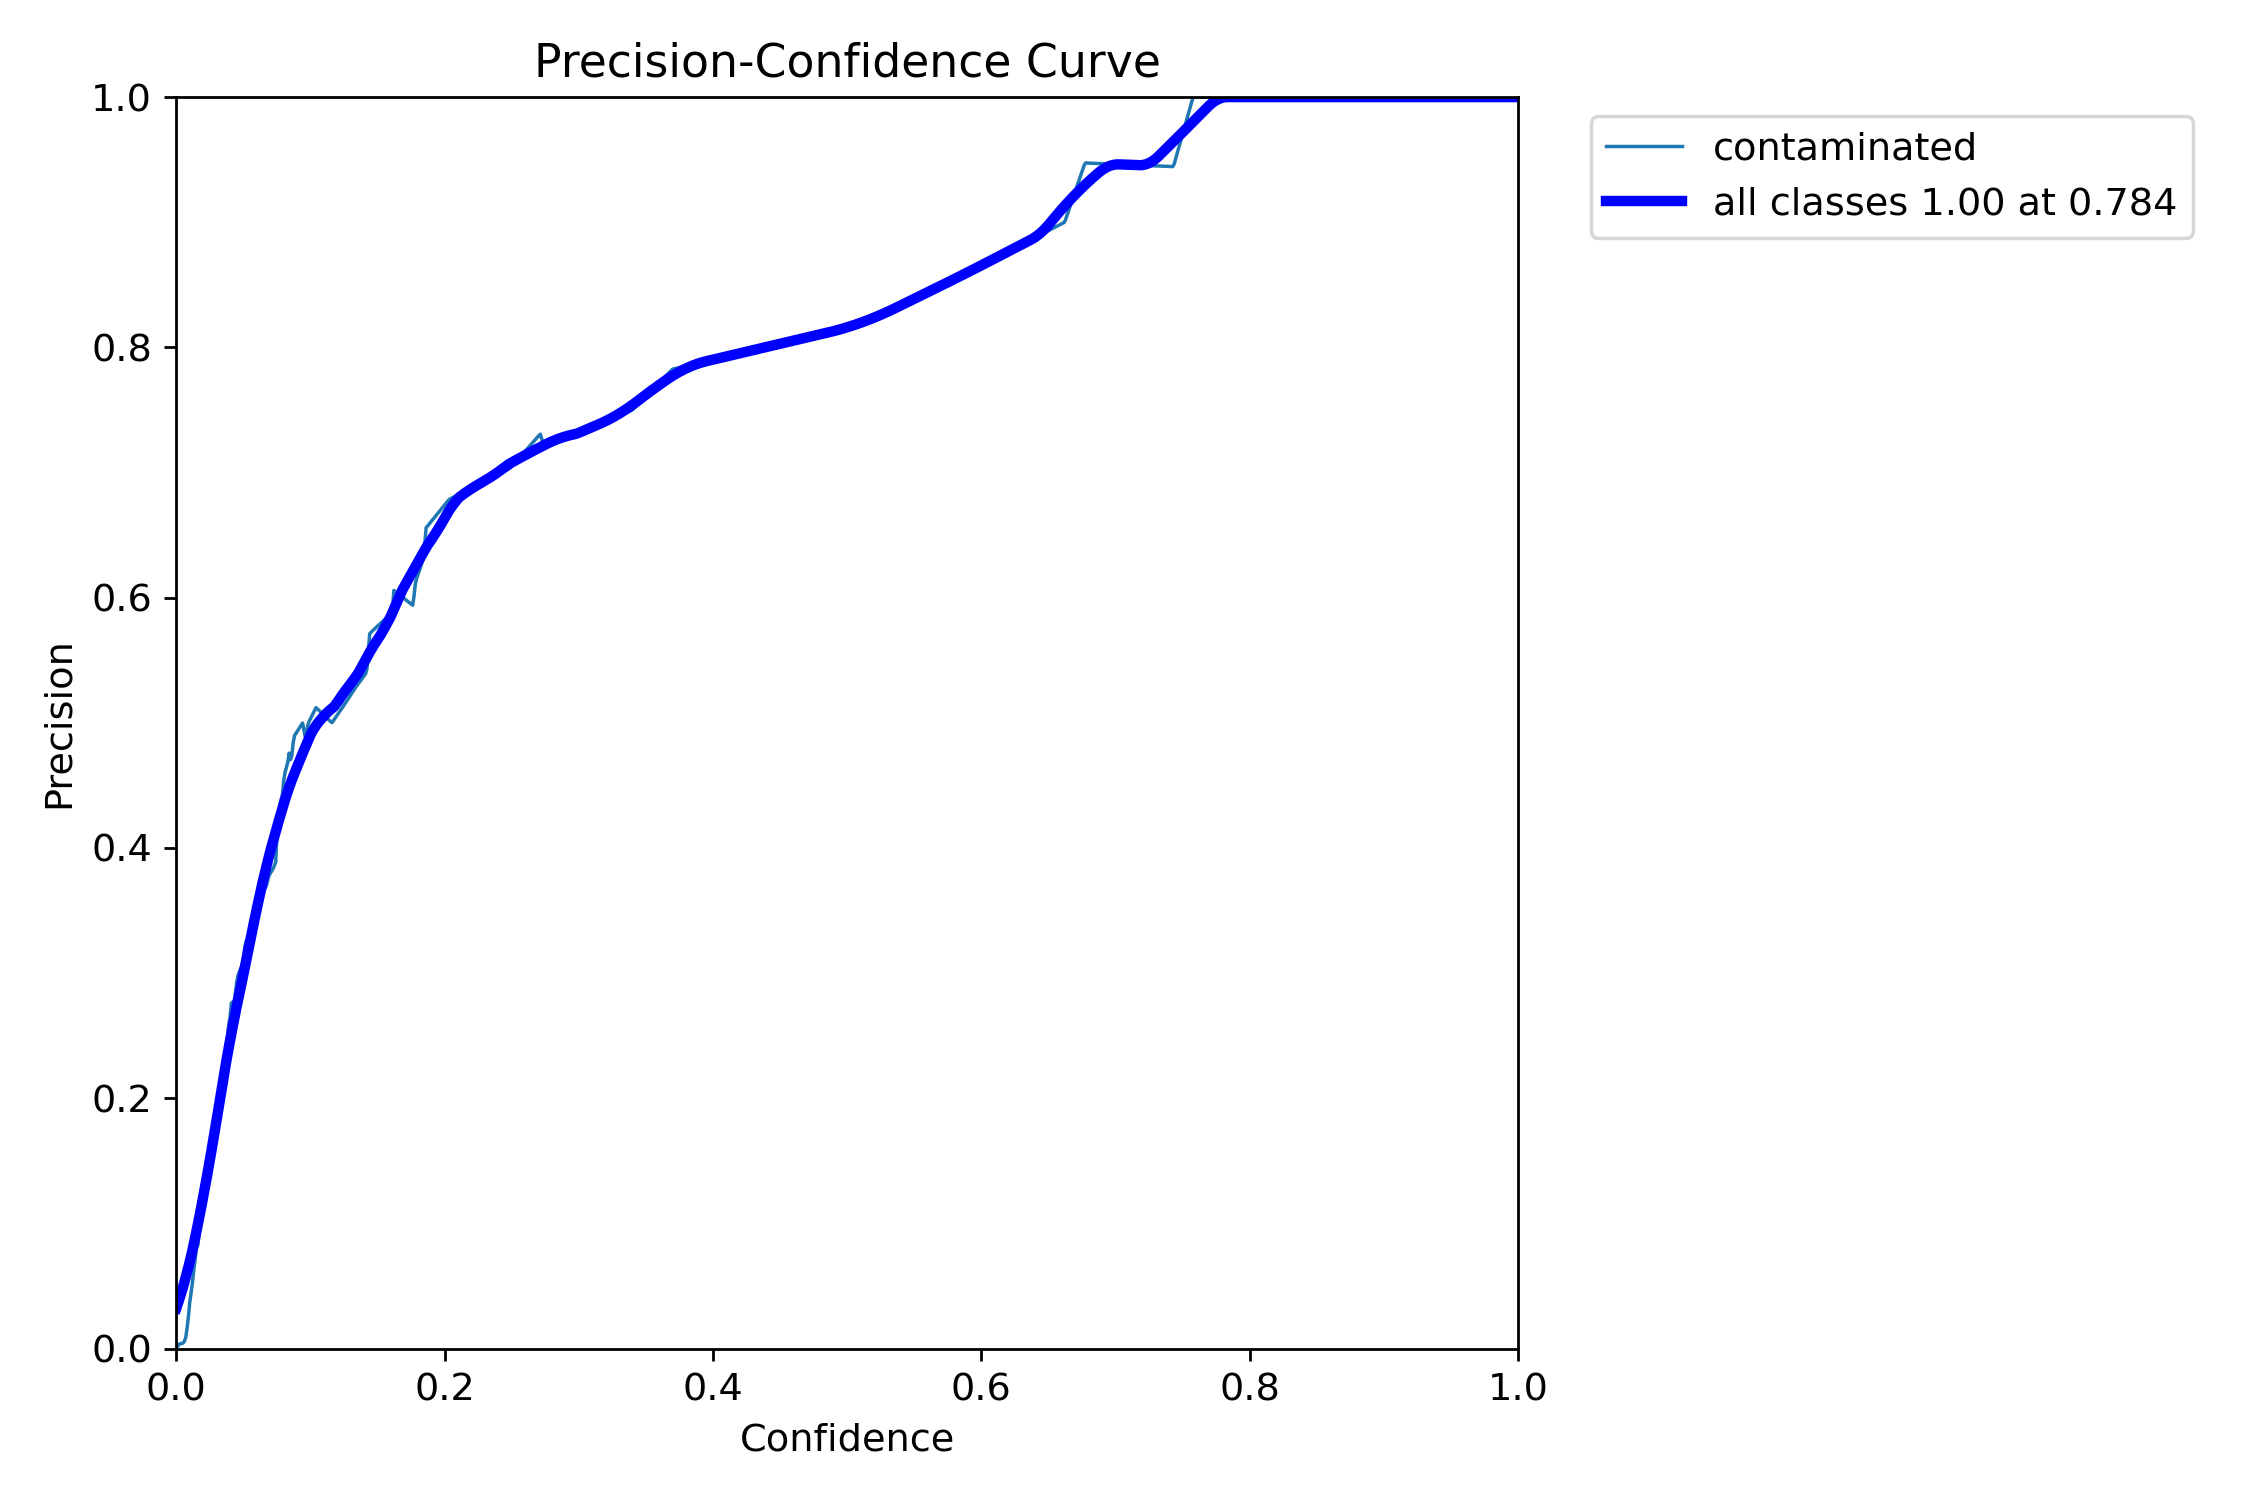 Precision-Confidence Curve
1.0
0.8
0.6
0.4
0.2
0.0
Precision
0.0 0.2 0.4 0.6 0.8 1.0
Confidence
contaminated
all classes 1.00 at 0.784